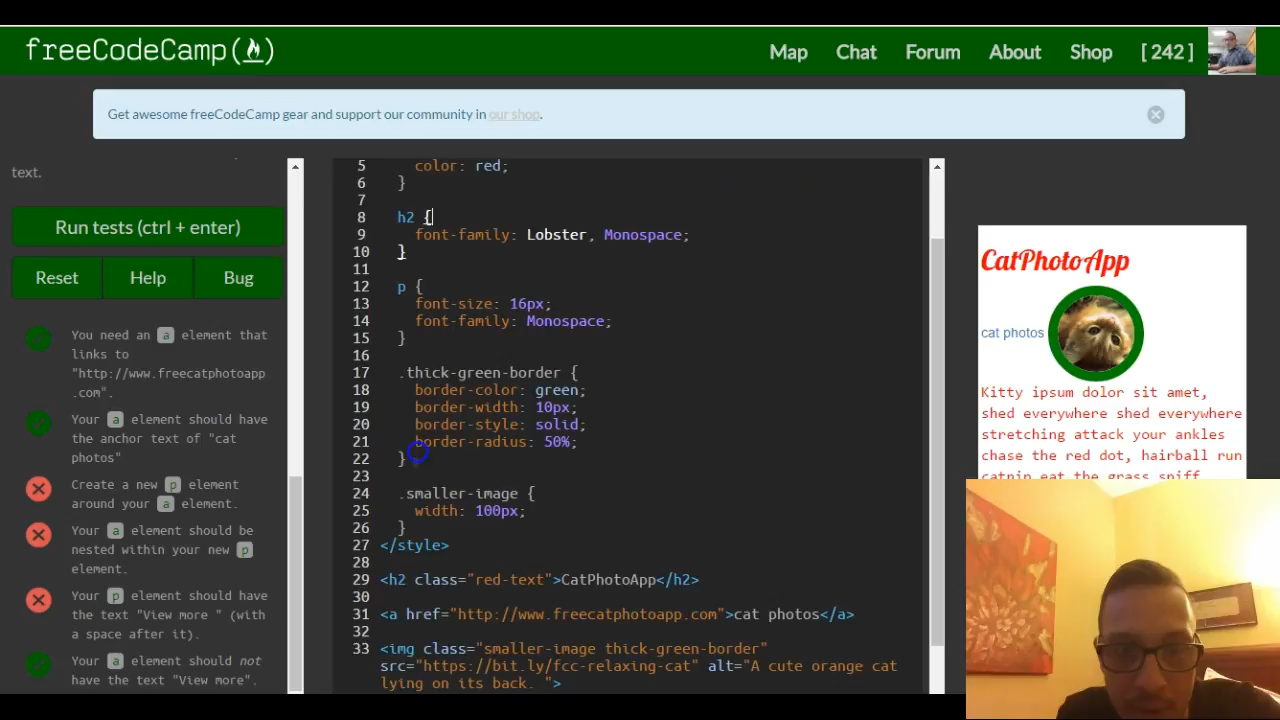 freeCodeCamp(🔥)
Map Chat Forum About Shop [ 242 ]
Get awesome freeCodeCamp gear and support our community in our shop.
text.
Run tests (ctrl + enter)
Reset Help Bug
You need an a element that
links to
"http://www.freecatphotoapp
.com".
Your a element should have
the anchor text of "cat
photos"
Create a new p element
around your a element.
Your a element should be
nested within your new p
element.
Your p element should have
the text "View more " (with
a space after it).
Your a element should not
have the text "View more".
5 color: red;
6 }
7
8 h2 {
9 font-family: Lobster, Monospace;
10 }
11
12 p {
13 font-size: 16px;
14 font-family: Monospace;
15 }
16
17 .thick-green-border {
18 border-color: green;
19 border-width: 10px;
20 border-style: solid;
21 border-radius: 50%;
22 }
23
24 .smaller-image {
25 width: 100px;
26 }
27 </style>
28
29 <h2 class="red-text">CatPhotoApp</h2>
30
31 <a href="http://www.freecatphotoapp.com">cat photos</a>
32
33 <img class="smaller-image thick-green-border"
src="https://bit.ly/fcc-relaxing-cat" alt="A cute orange cat
lying on its back. ">
CatPhotoApp
cat photos
Kitty ipsum dolor sit amet,
shed everywhere shed everywhere
stretching attack your ankles
chase the red dot, hairball run
catnip eat the grass sniff